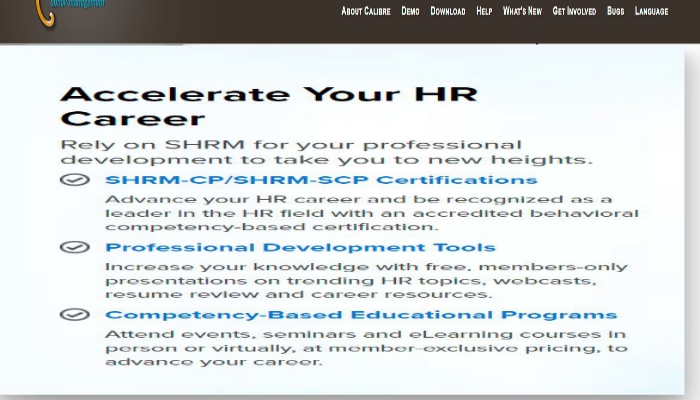 ebook management
About Calibre Demo Download Help What's New Get Involved Bugs Language
Accelerate Your HR
Career
Rely on SHRM for your professional
development to take you to new heights.
SHRM-CP/SHRM-SCP Certifications
Advance your HR career and be recognized as a
leader in the HR field with an accredited behavioral
competency-based certification.
Professional Development Tools
Increase your knowledge with free, members-only
presentations on trending HR topics, webcasts,
resume review and career resources.
Competency-Based Educational Programs
Attend events, seminars and eLearning courses in
person or virtually, at member-exclusive pricing, to
advance your career.